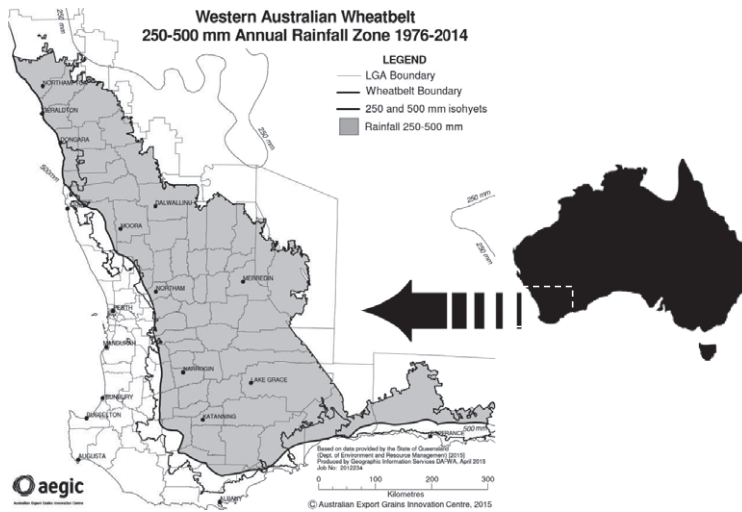 Western Australian Wheatbelt
250-500 mm Annual Rainfall Zone 1976-2014
LEGEND
LGA Boundary
Wheatbelt Boundary
250 and 500 mm isohyets
Rainfall 250-500 mm
250 mm
250 mm
NORTHAMPTON
GERALDTON
DONGARA
500mm
DALWALLINU
MOORA
250 mm
250 mm
MERREDIN
NORTHAM
PERTH
MANDURAH
NARROGIN
LAKE GRACE
BUNBURY
BUSSELTON
KATANNING
500 mm
ESPERANCE
AUGUSTA
ALBANY
Based on data provided by the State of Queensland
(Dept. of Environment and Resource Management) [2015]
Produced by Geographic Information Services DAFWA, April 2015
Job No: 2012234
0 100 200 300
Kilometres
aegic
Australian Export Grains Innovation Centre
© Australian Export Grains Innovation Centre, 2015